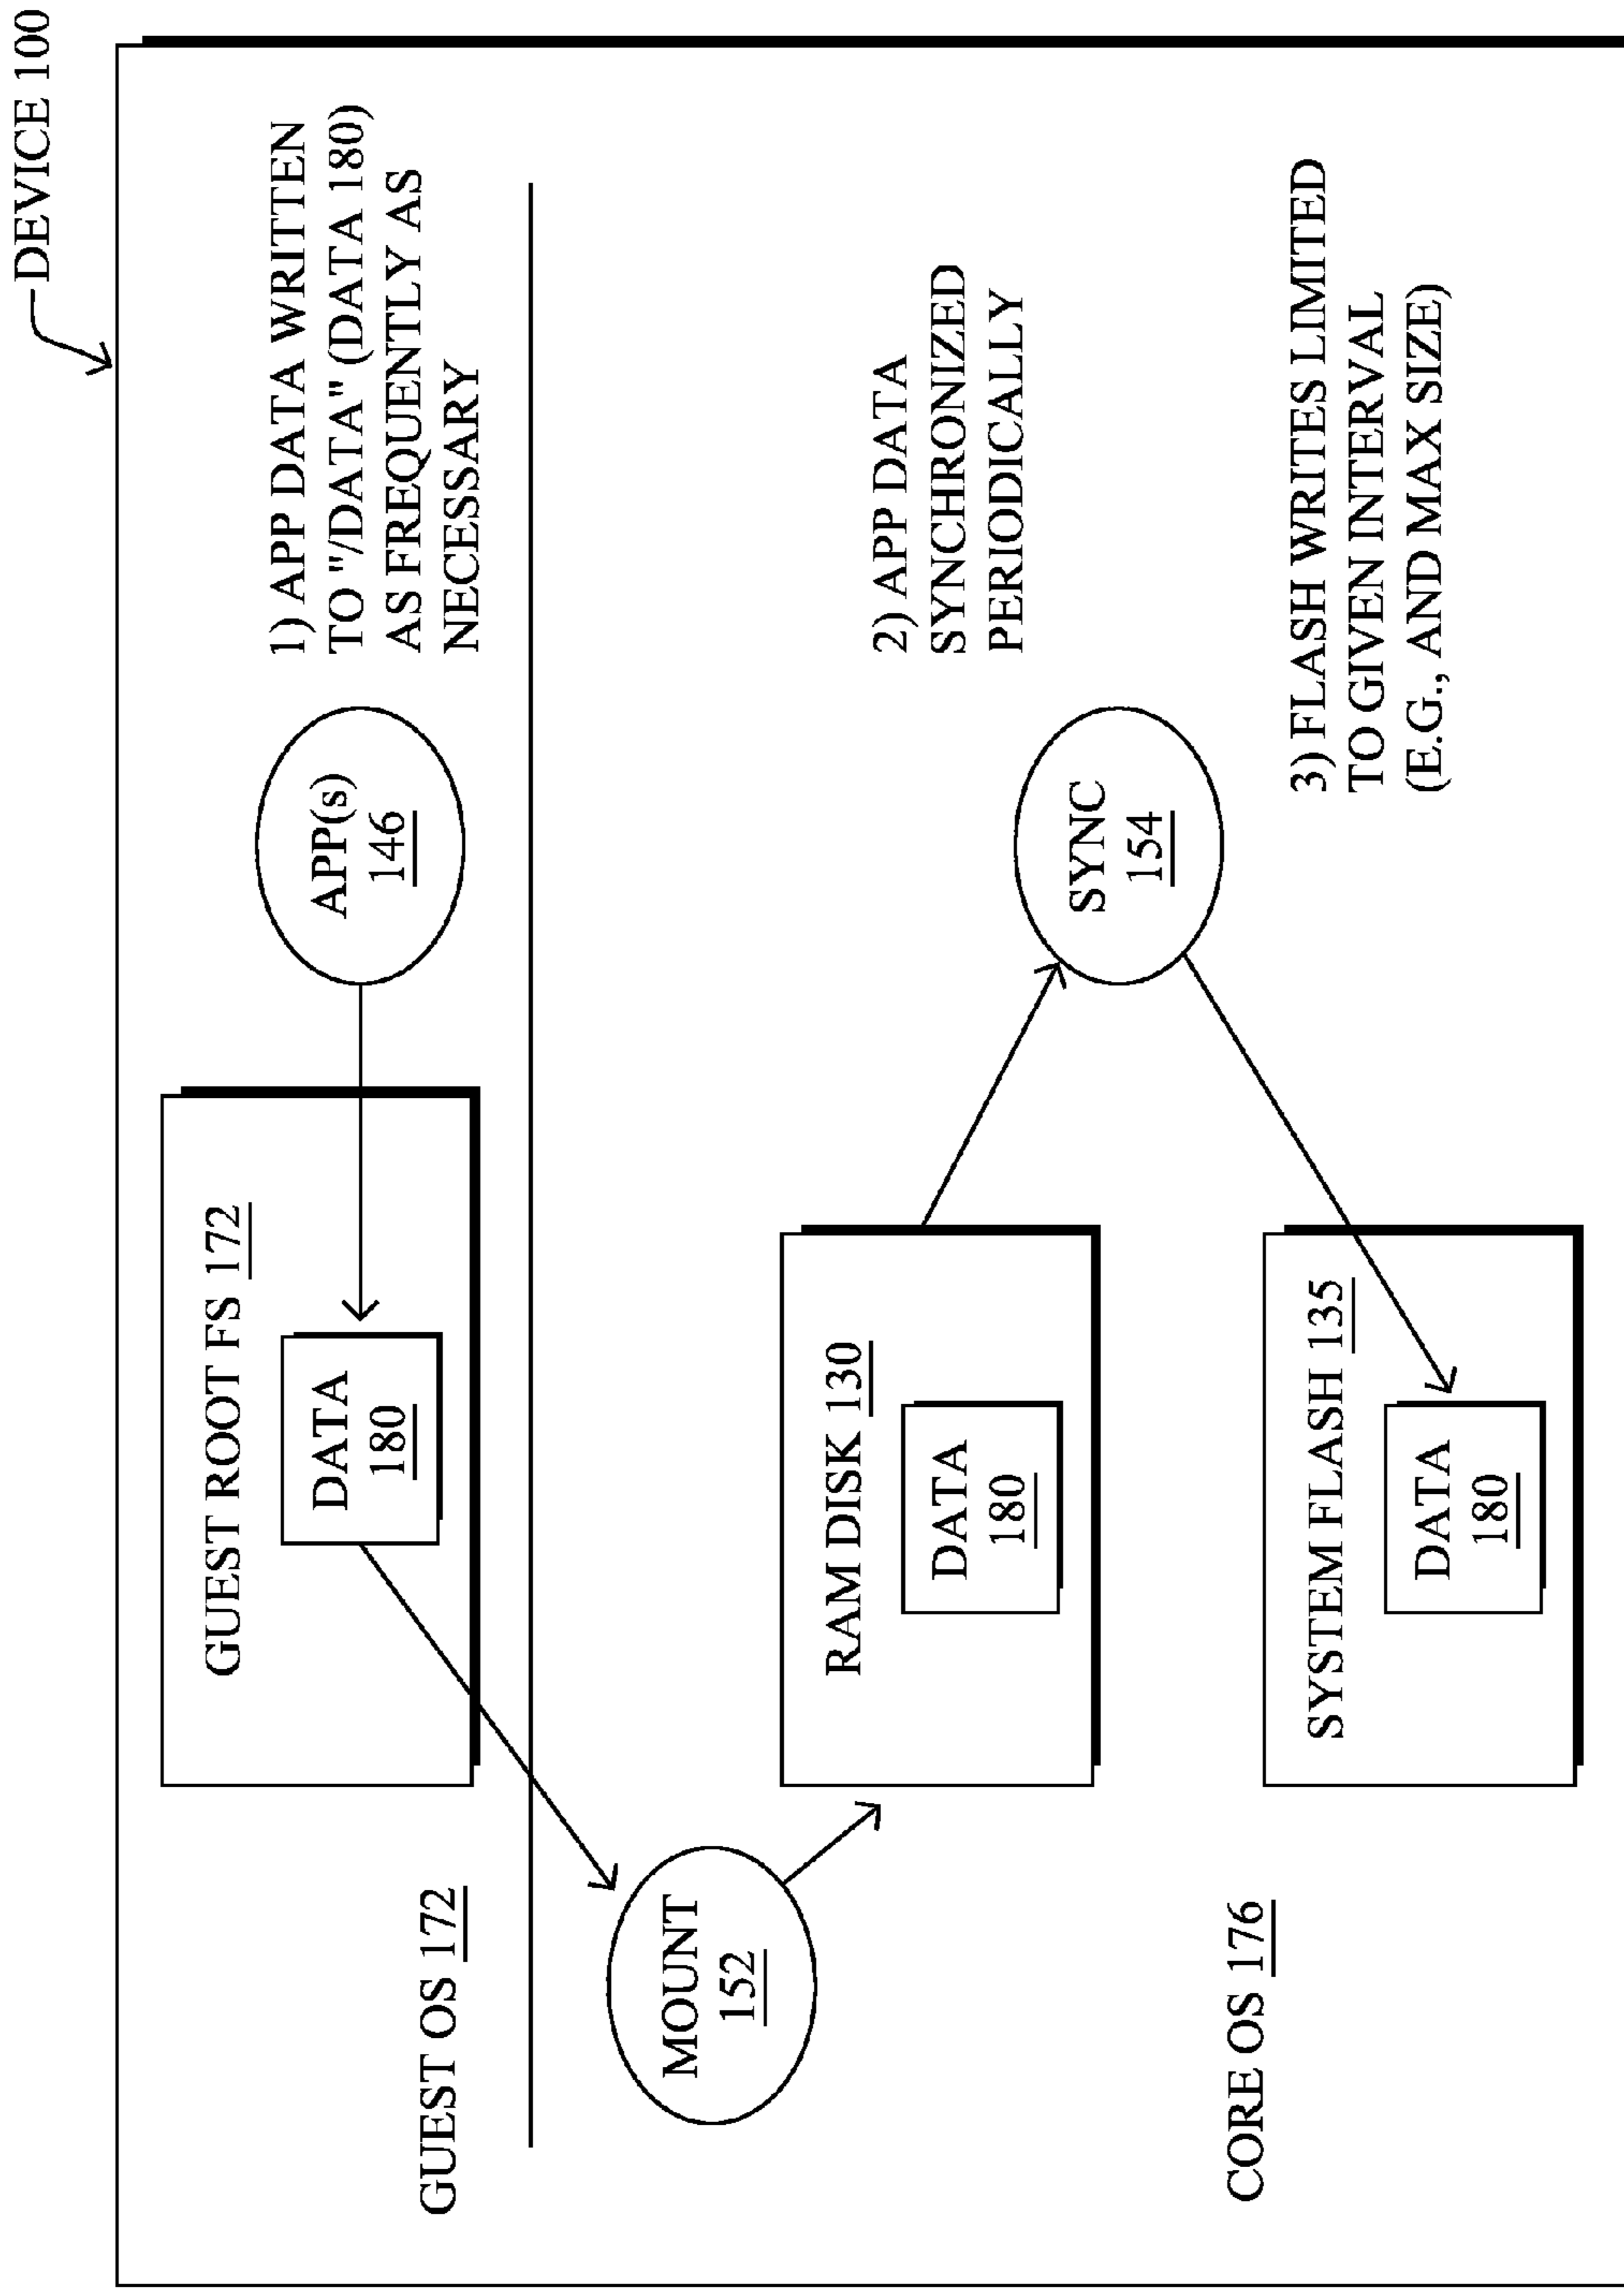 DEVICE 100
GUEST OS 172
GUEST ROOT FS 172
DATA
180
APP(s)
146
1) APP DATA WRITTEN
TO "/DATA" (DATA 180)
AS FREQUENTLY AS
NECESSARY
MOUNT
152
RAM DISK 130
DATA
180
2) APP DATA
SYNCHRONIZED
PERIODICALLY
SYNC
154
CORE OS 176
SYSTEM FLASH 135
DATA
180
3) FLASH WRITES LIMITED
TO GIVEN INTERVAL
(E.G., AND MAX SIZE)